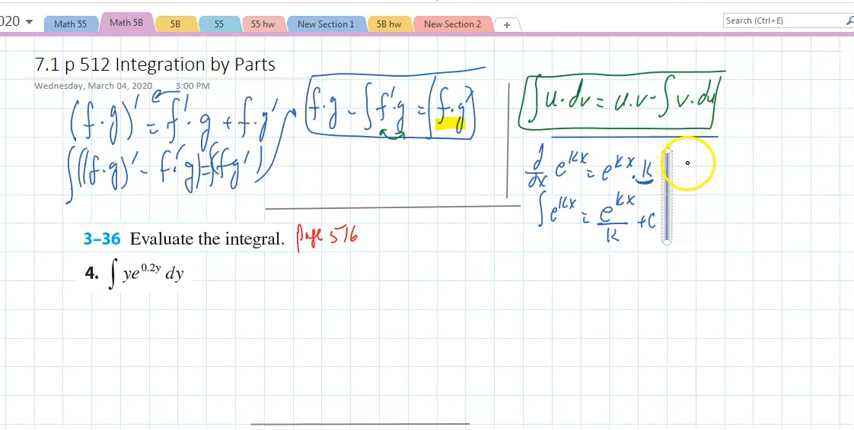 020
Math 55
Math 5B
5B
55
55 hw
New Section 1
5B hw
New Section 2
+
Search (Ctrl+E)
7.1 p 512 Integration by Parts
Wednesday, March 04, 2020 3:00 PM
(f·g)' = f'·g + f·g'
∫((f·g)' - f'·g) = ∫(f·g')
f·g - ∫f'·g = ∫f·g'
∫u·dv = u·v - ∫v·du
d/dx e^{kx} = e^{kx}·k
∫e^{kx} = e^{kx}/k + C
3–36 Evaluate the integral. Page 516
4. ∫ ye^{0.2y} dy